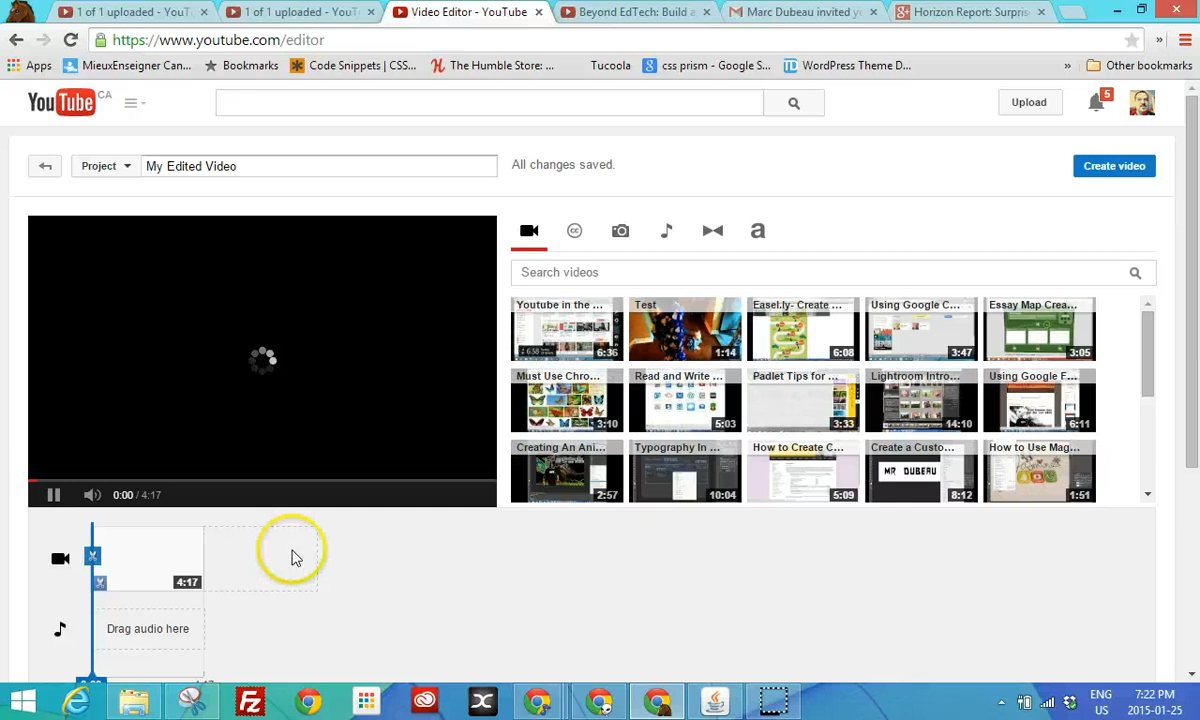 1 of 1 uploaded - YouT
1 of 1 uploaded - YouT
Video Editor - YouTube
Beyond EdTech: Build a
Marc Dubeau invited yo
Horizon Report: Surpris
https://www.youtube.com/editor
Apps
MieuxEnseigner Can...
Bookmarks
Code Snippets | CSS...
The Humble Store: ...
Tucoola
css prism - Google S...
WordPress Theme D...
»
Other bookmarks
YouTube CA
Upload
5
Project
My Edited Video
All changes saved.
Create video
a
Search videos
Youtube in the ...
6:36
Test
1:14
Easel.ly- Create ...
6:08
Using Google C...
3:47
Essay Map Crea...
3:05
Must Use Chro...
3:10
Read and Write ...
5:03
Padlet Tips for ...
3:33
Lightroom Intro...
14:10
Using Google F...
6:11
Creating An Ani...
2:57
Typography In ...
10:04
How to Create C...
5:09
Create a Custo...
MR DUBEAU
8:12
How to Use Mag...
1:51
0:00 / 4:17
4:17
Drag audio here
ENG
US
7:22 PM
2015-01-25